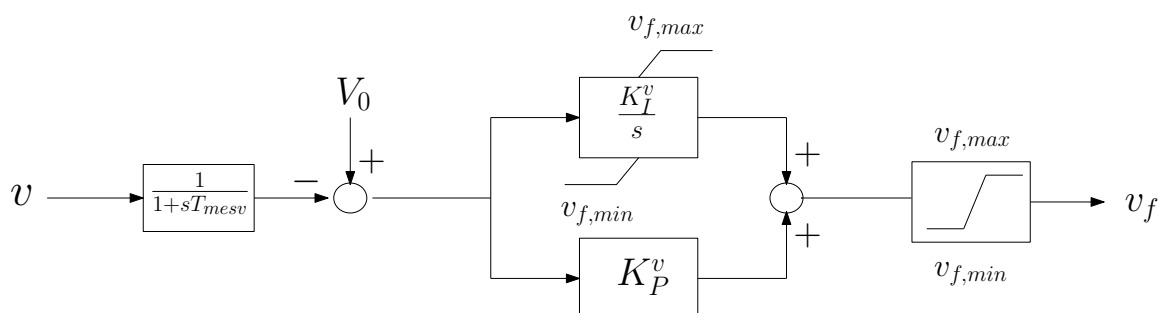 v
1
1+sT_{mesv}
−
V_0
+
v_{f,max}
K_I^v
s
v_{f,min}
K_P^v
+
+
v_{f,max}
v_{f,min}
v_f